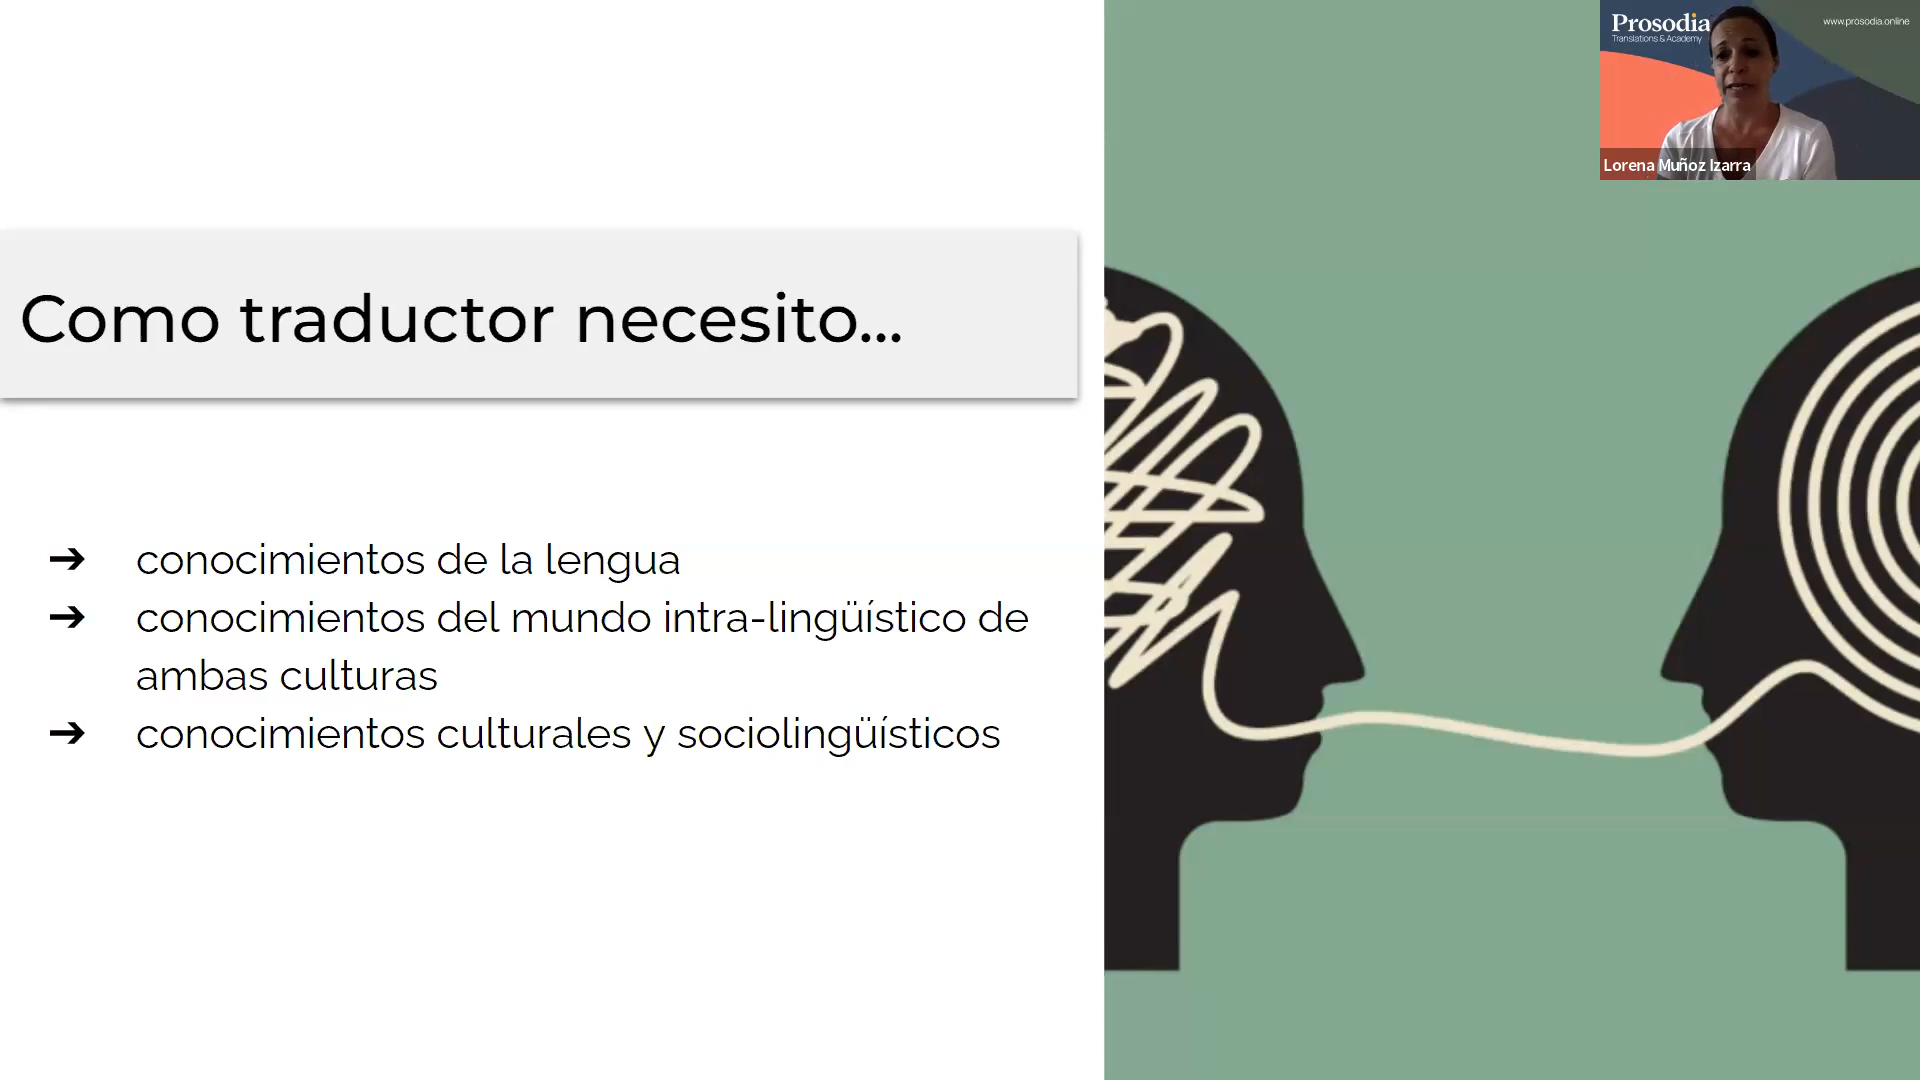 Prosodia
Translations & Academy
www.prosodia.online
Lorena Muñoz Izarra
Como traductor necesito...
➔ conocimientos de la lengua
➔ conocimientos del mundo intra-lingüístico de
ambas culturas
➔ conocimientos culturales y sociolingüísticos